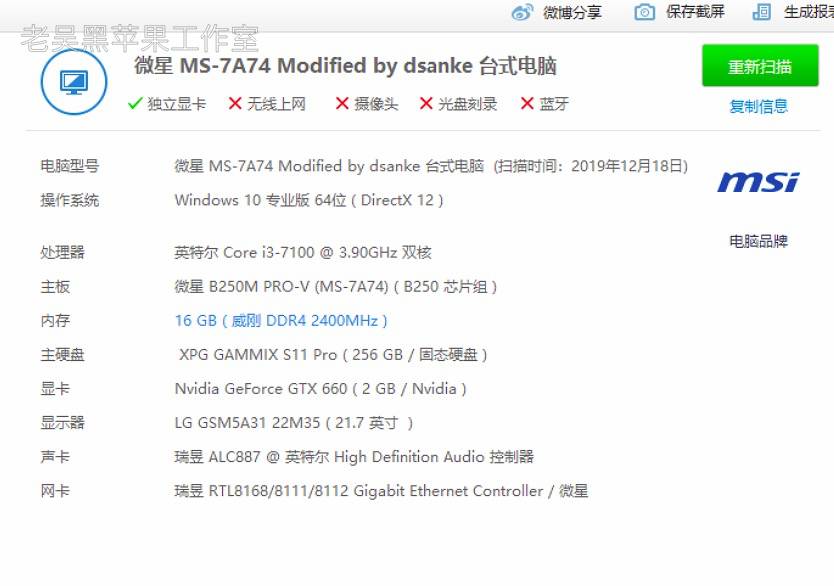 微博分享 保存截屏 生成报表
老吴黑苹果工作室
微星 MS-7A74 Modified by dsanke 台式电脑
重新扫描
独立显卡 无线上网 摄像头 光盘刻录 蓝牙
复制信息
电脑型号 微星 MS-7A74 Modified by dsanke 台式电脑 (扫描时间：2019年12月18日)
msi
操作系统 Windows 10 专业版 64位 ( DirectX 12 )
电脑品牌
处理器 英特尔 Core i3-7100 @ 3.90GHz 双核
主板 微星 B250M PRO-V (MS-7A74) ( B250 芯片组 )
内存 16 GB ( 威刚 DDR4 2400MHz )
主硬盘 XPG GAMMIX S11 Pro ( 256 GB / 固态硬盘 )
显卡 Nvidia GeForce GTX 660 ( 2 GB / Nvidia )
显示器 LG GSM5A31 22M35 ( 21.7 英寸 )
声卡 瑞昱 ALC887 @ 英特尔 High Definition Audio 控制器
网卡 瑞昱 RTL8168/8111/8112 Gigabit Ethernet Controller / 微星